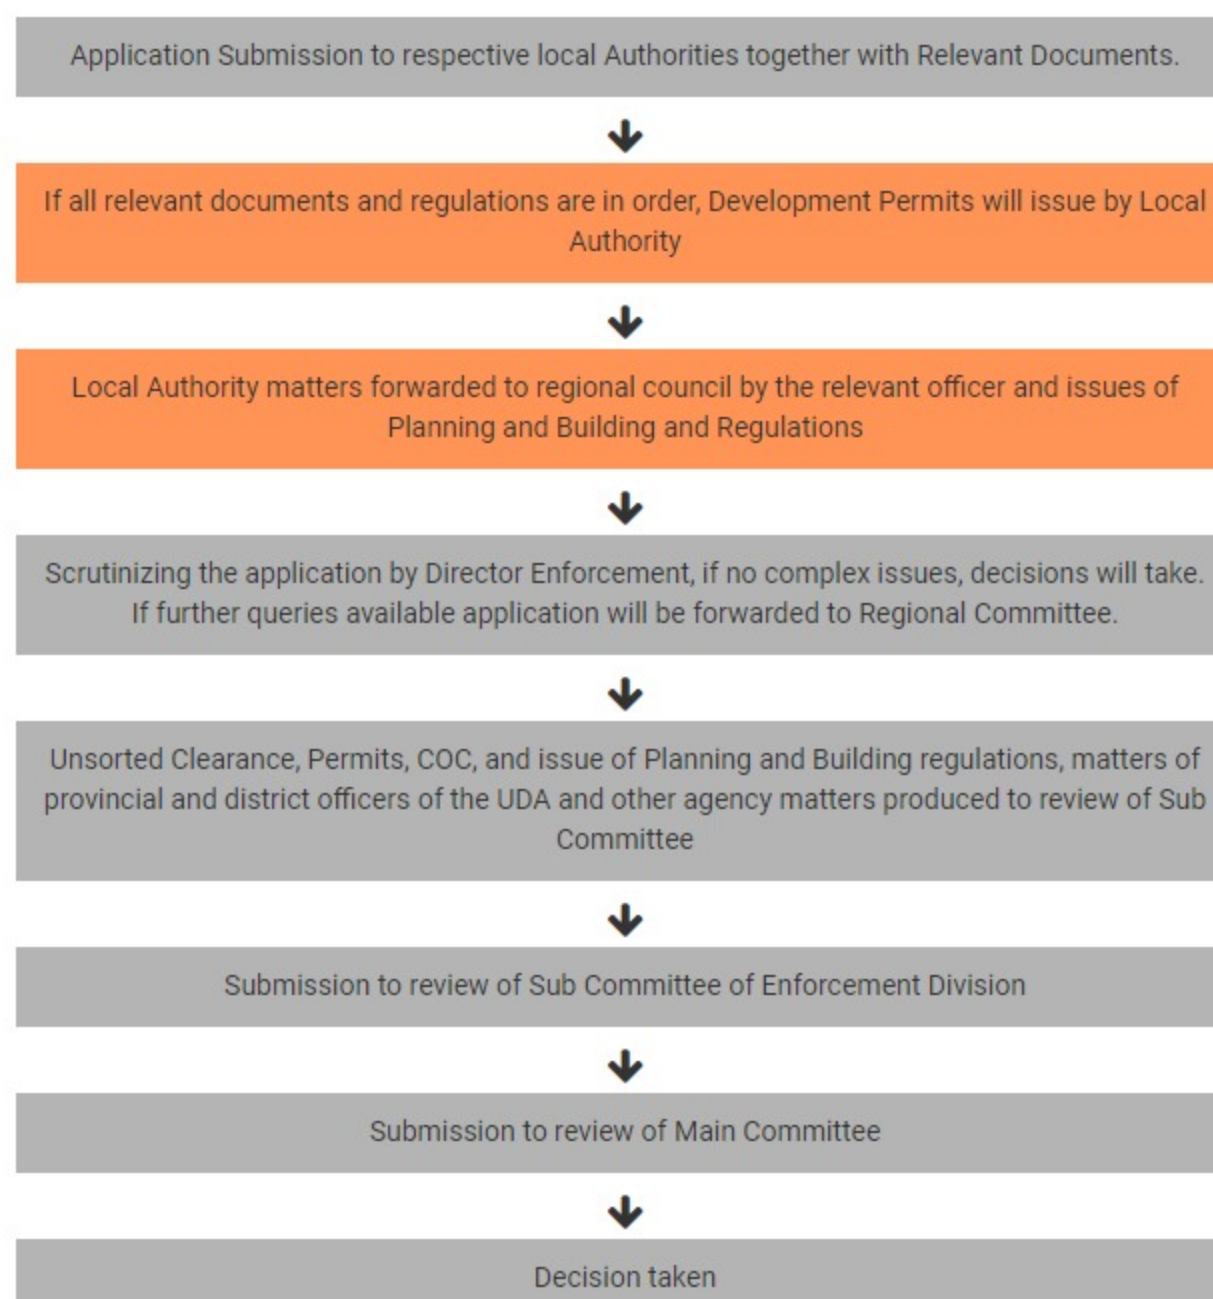 Application Submission to respective local Authorities together with Relevant Documents.
If all relevant documents and regulations are in order, Development Permits will issue by Local
Authority
Local Authority matters forwarded to regional council by the relevant officer and issues of
Planning and Building and Regulations
Scrutinizing the application by Director Enforcement, if no complex issues, decisions will take.
If further queries available application will be forwarded to Regional Committee.
Unsorted Clearance, Permits, COC, and issue of Planning and Building regulations, matters of
provincial and district officers of the UDA and other agency matters produced to review of Sub
Committee
Submission to review of Sub Committee of Enforcement Division
Submission to review of Main Committee
Decision taken